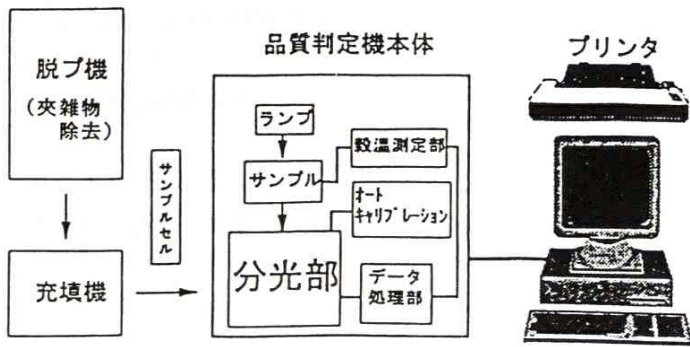 脱プ機
(夾雑物
除去)
充填機
サンプルセル
品質判定機本体
ランプ
サンプル
穀温測定部
オート
キャリブレーション
分光部
データ
処理部
プリンタ